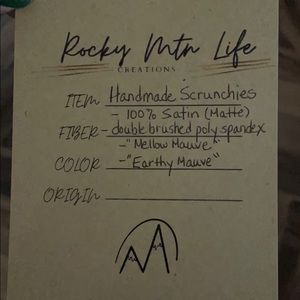 Rocky Mtn Life
CREATIONS
ITEM Handmade Scrunchies
- 100% Satin (Matte)
FIBER - double brushed poly spandex
- "Mellow Mauve"
COLOR - "Earthy Mauve"
ORIGIN